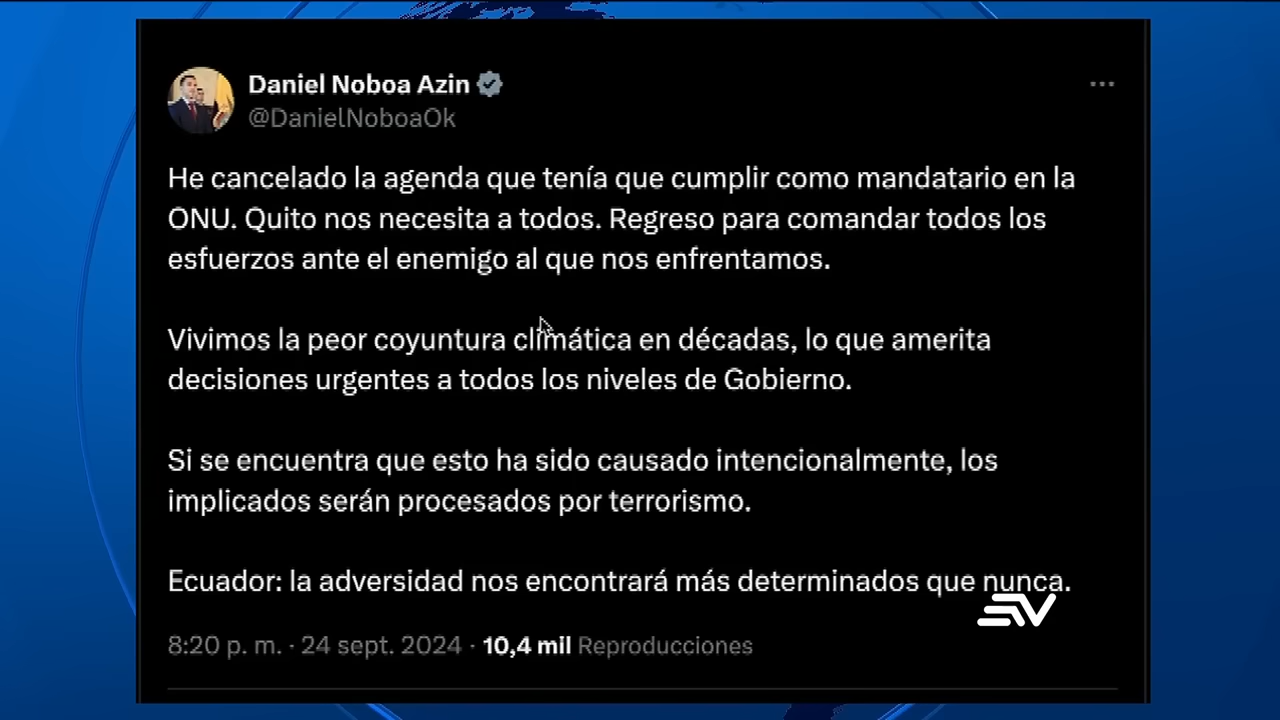 Daniel Noboa Azin
@DanielNoboaOk
He cancelado la agenda que tenía que cumplir como mandatario en la
ONU. Quito nos necesita a todos. Regreso para comandar todos los
esfuerzos ante el enemigo al que nos enfrentamos.
Vivimos la peor coyuntura climática en décadas, lo que amerita
decisiones urgentes a todos los niveles de Gobierno.
Si se encuentra que esto ha sido causado intencionalmente, los
implicados serán procesados por terrorismo.
Ecuador: la adversidad nos encontrará más determinados que nunca.
8:20 p. m. · 24 sept. 2024 · 10,4 mil Reproducciones